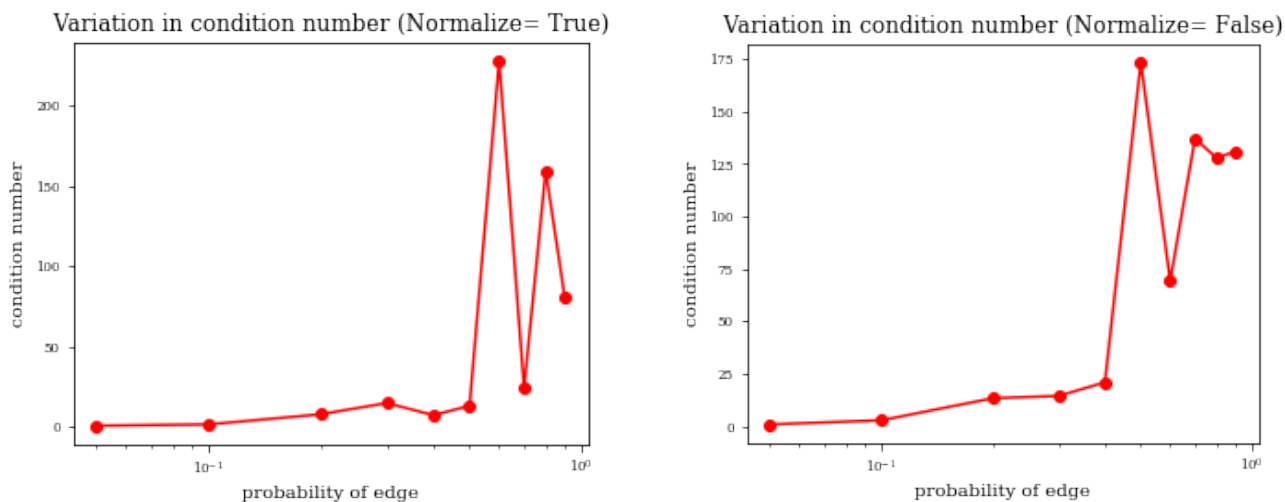 Variation in condition number (Normalize= True)
200
150
100
50
0
condition number
10⁻¹
10⁰
probability of edge
Variation in condition number (Normalize= False)
175
150
125
100
75
50
25
0
condition number
10⁻¹
10⁰
probability of edge